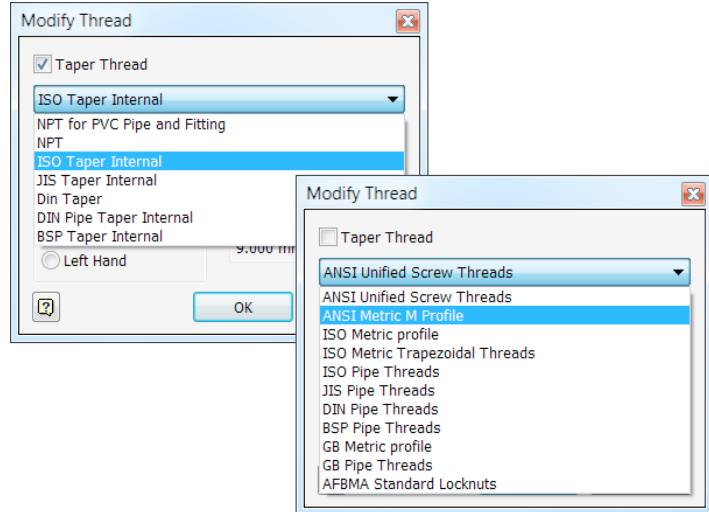 Modify Thread
Taper Thread
ISO Taper Internal
NPT for PVC Pipe and Fitting
NPT
ISO Taper Internal
JIS Taper Internal
Din Taper
DIN Pipe Taper Internal
BSP Taper Internal
Left Hand
9.000 mm
?
OK
Modify Thread
Taper Thread
ANSI Unified Screw Threads
ANSI Unified Screw Threads
ANSI Metric M Profile
ISO Metric profile
ISO Metric Trapezoidal Threads
ISO Pipe Threads
JIS Pipe Threads
DIN Pipe Threads
BSP Pipe Threads
GB Metric profile
GB Pipe Threads
AFBMA Standard Locknuts